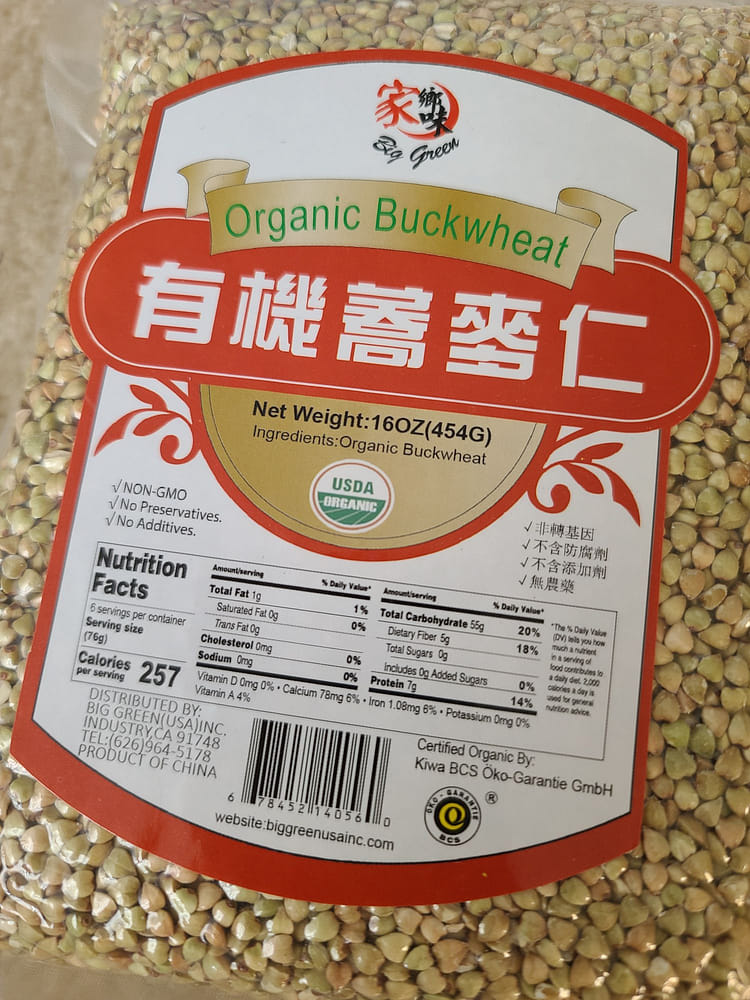 家鄉味
Big Green
Organic Buckwheat
有機蕎麥仁
Net Weight:16OZ(454G)
Ingredients:Organic Buckwheat
USDA
ORGANIC
√ NON-GMO
√ No Preservatives.
√ No Additives.
√ 非轉基因
√ 不含防腐劑
√ 不含添加劑
√ 無農藥
Nutrition
Facts
6 servings per container
Serving size
(76g)
Calories
per serving 257
Amount/serving % Daily Value*
Total Fat 1g 1%
Saturated Fat 0g 0%
Trans Fat 0g
Cholesterol 0mg 0%
Sodium 0mg 0%
Amount/serving % Daily Value*
Total Carbohydrate 55g 20%
Dietary Fiber 5g 18%
Total Sugars 0g
Includes 0g Added Sugars 0%
Protein 7g 14%
Vitamin D 0mg 0% • Calcium 78mg 6% • Iron 1.08mg 6% • Potassium 0mg 0%
Vitamin A 4%
*The % Daily Value
(DV) tells you how
much a nutrient
in a serving of
food contributes to
a daily diet. 2,000
calories a day is
used for general
nutrition advice.
DISTRIBUTED BY:
BIG GREEN(USA)INC.
INDUSTRY,CA 91748
TEL:(626)964-5178
PRODUCT OF CHINA
6 78452 14056 0
website:biggreenusainc.com
Certified Organic By:
Kiwa BCS Öko-Garantie GmbH
ÖKO-GARANTIE
BCS
®